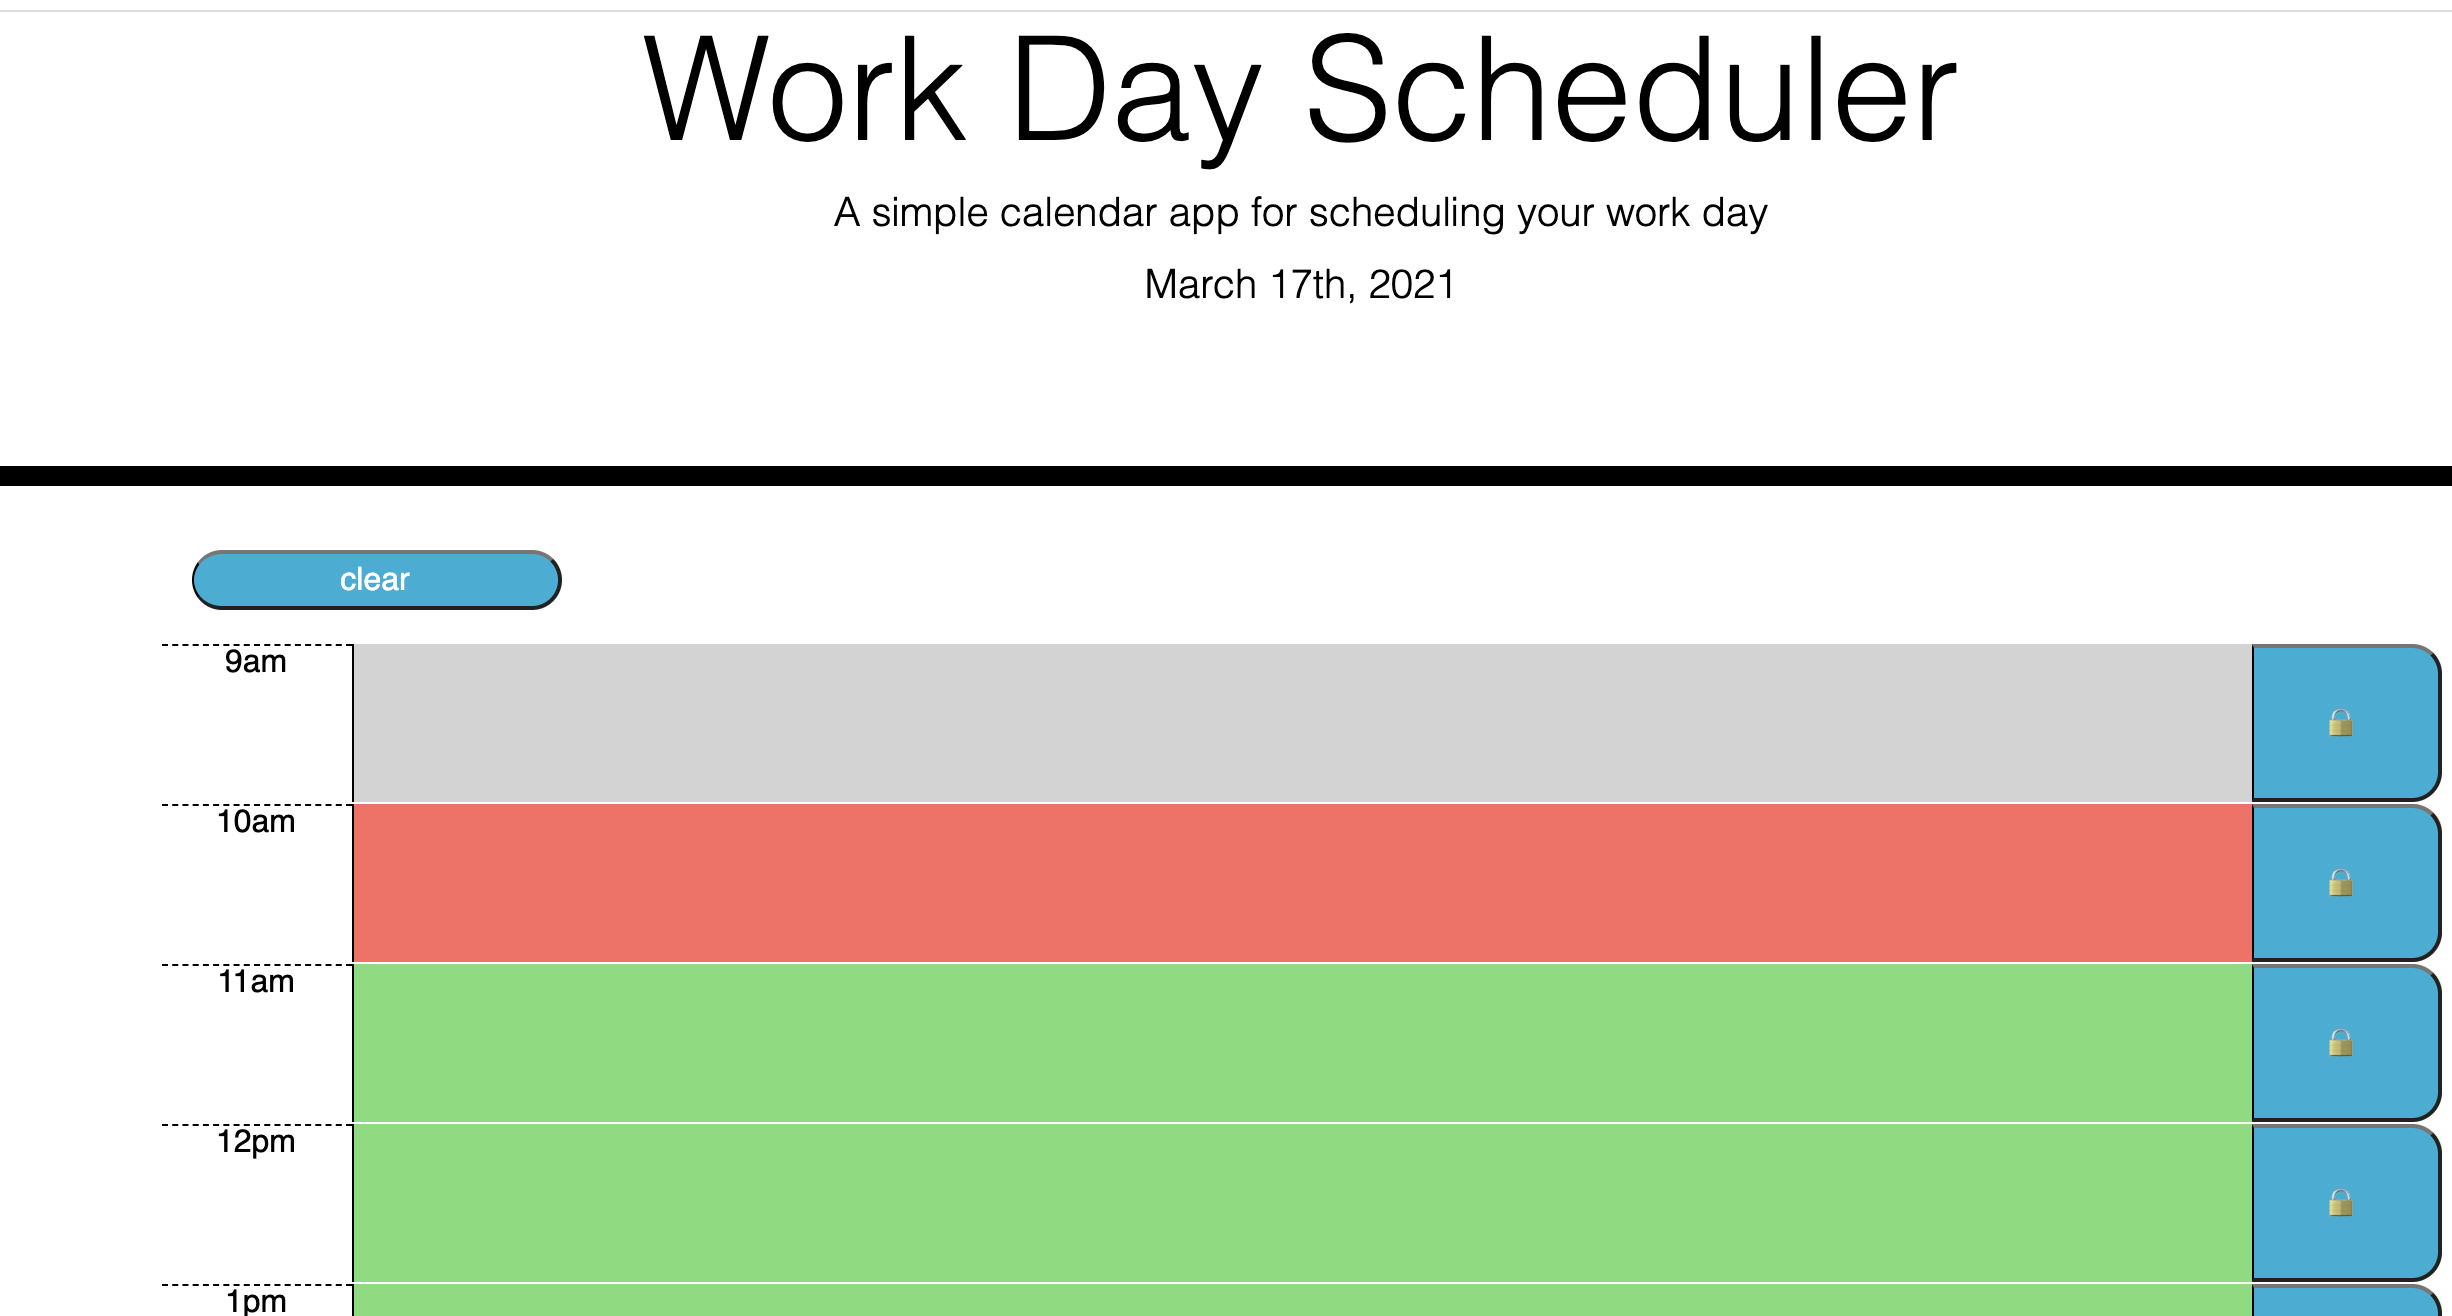 Work Day Scheduler
A simple calendar app for scheduling your work day
March 17th, 2021
clear
9am
10am
11am
12pm
1pm